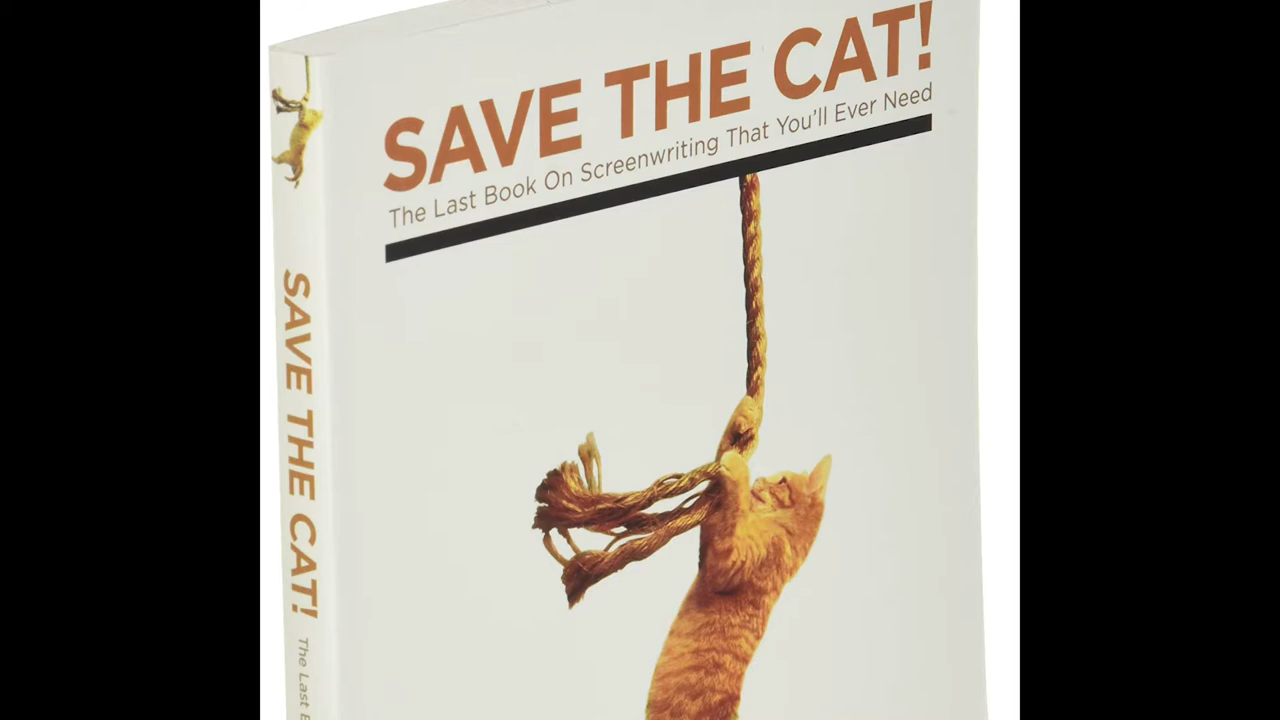 SAVE THE CAT!
The Last Book On Screenwriting That You'll Ever Need
SAVE THE CAT!
The Last